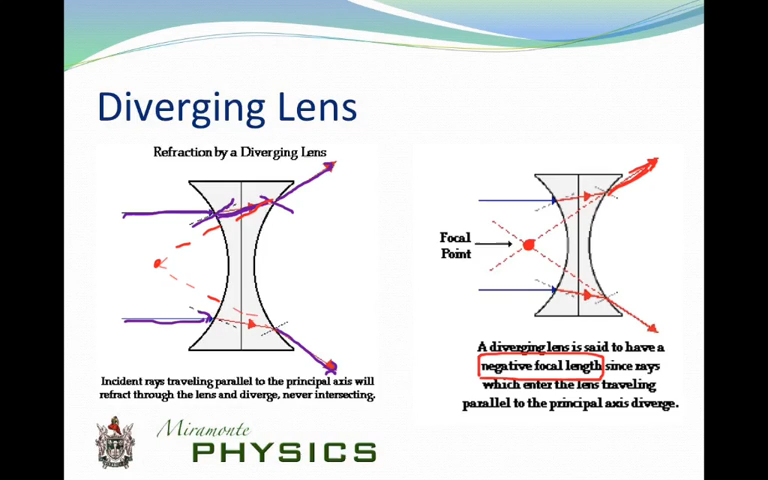 Diverging Lens
Refraction by a Diverging Lens
Incident rays traveling parallel to the principal axis will
refract through the lens and diverge, never intersecting.
Focal
Point
A diverging lens is said to have a
negative focal length since rays
which enter the lens traveling
parallel to the principal axis diverge.
Miramonte
PHYSICS